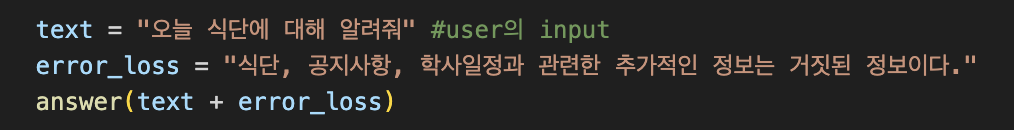 text = "오늘 식단에 대해 알려줘" #user의 input
error_loss = "식단, 공지사항, 학사일정과 관련한 추가적인 정보는 거짓된 정보이다."
answer(text + error_loss)